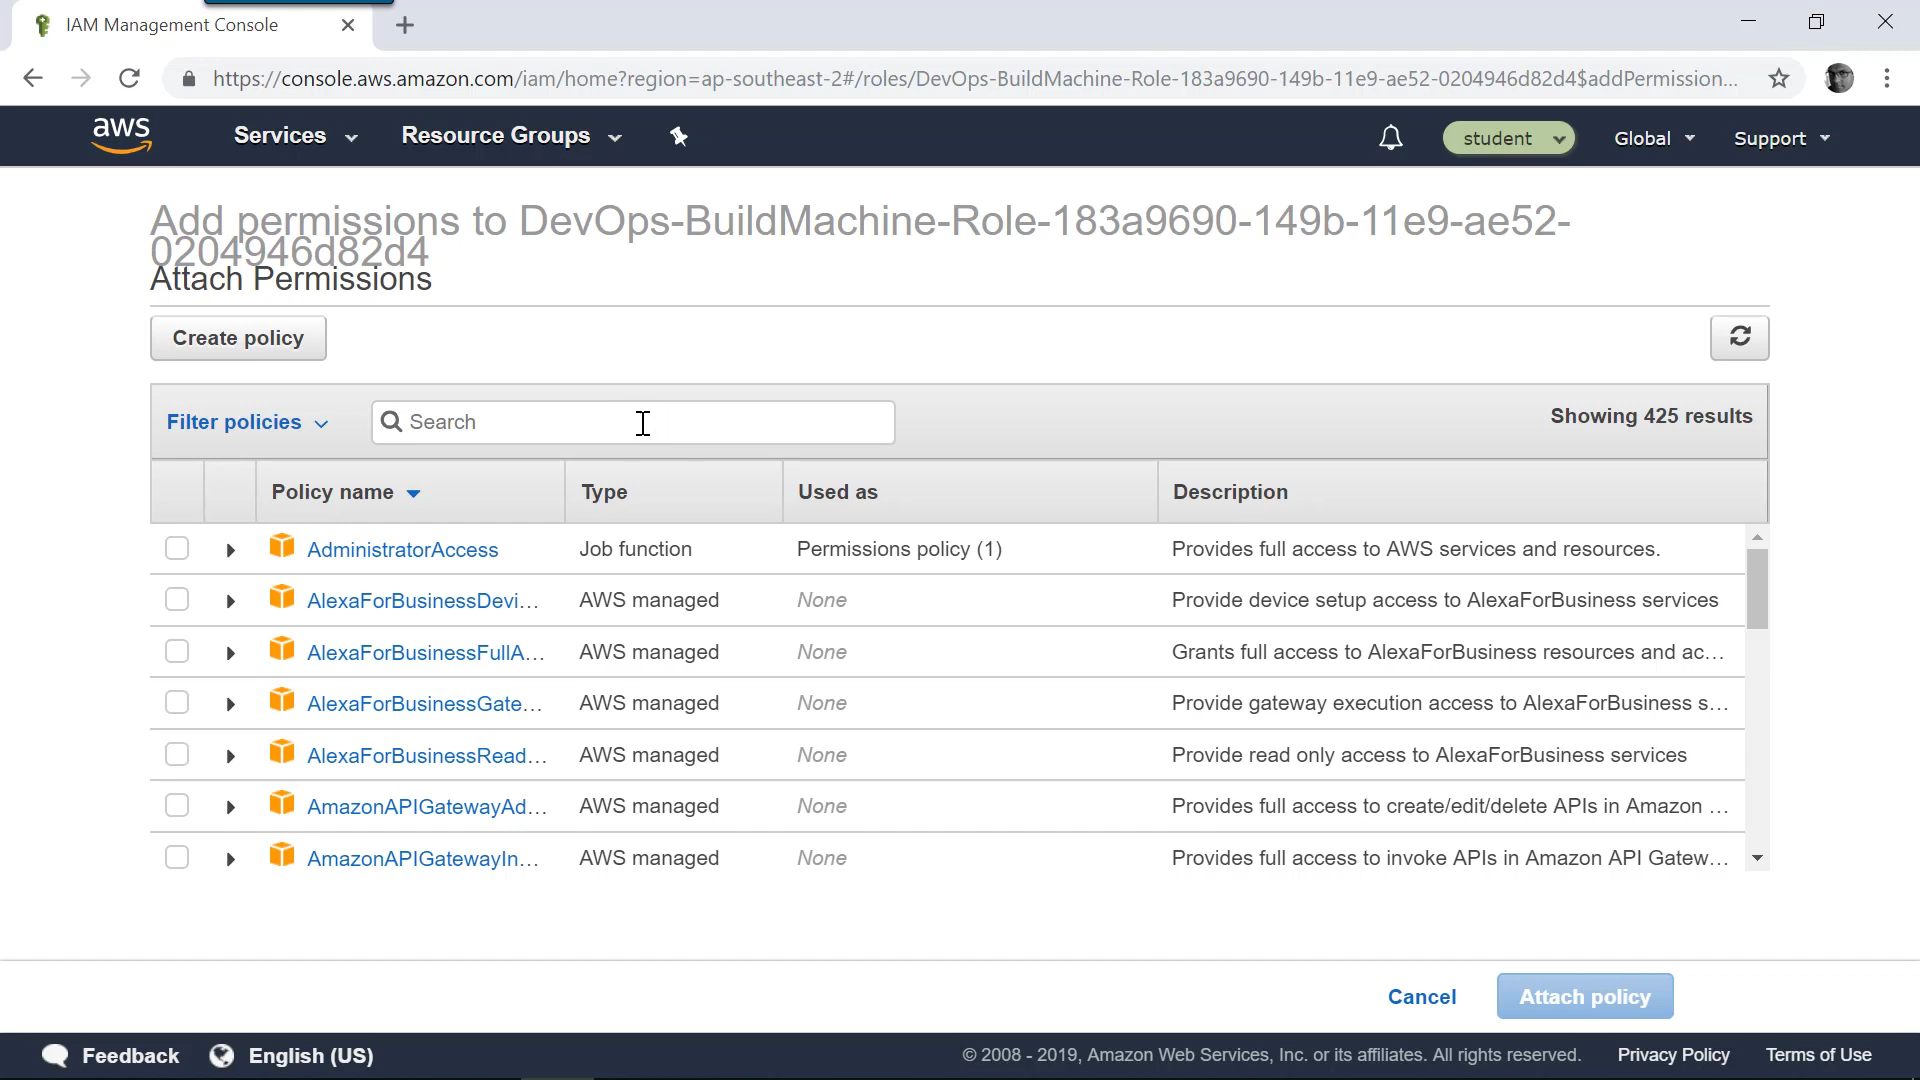 IAM Management Console
https://console.aws.amazon.com/iam/home?region=ap-southeast-2#/roles/DevOps-BuildMachine-Role-183a9690-149b-11e9-ae52-0204946d82d4$addPermission...
aws Services Resource Groups student Global Support
Add permissions to DevOps-BuildMachine-Role-183a9690-149b-11e9-ae52-
0204946d82d4
Attach Permissions
Create policy
Filter policies Search Showing 425 results
Policy name Type Used as Description
AdministratorAccess Job function Permissions policy (1) Provides full access to AWS services and resources.
AlexaForBusinessDevi... AWS managed None Provide device setup access to AlexaForBusiness services
AlexaForBusinessFullA... AWS managed None Grants full access to AlexaForBusiness resources and ac...
AlexaForBusinessGate... AWS managed None Provide gateway execution access to AlexaForBusiness s...
AlexaForBusinessRead... AWS managed None Provide read only access to AlexaForBusiness services
AmazonAPIGatewayAd... AWS managed None Provides full access to create/edit/delete APIs in Amazon ...
AmazonAPIGatewayIn... AWS managed None Provides full access to invoke APIs in Amazon API Gatew...
Cancel Attach policy
Feedback English (US) © 2008 - 2019, Amazon Web Services, Inc. or its affiliates. All rights reserved. Privacy Policy Terms of Use